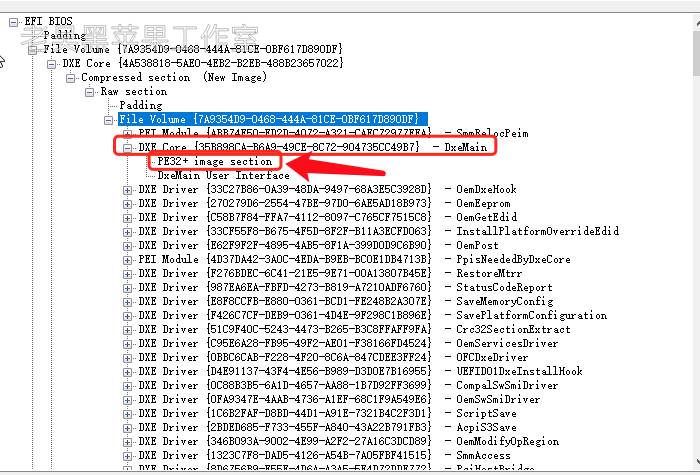 EFI BIOS
老果黑苹果工作室
Padding
File Volume {7A9354D9-0468-444A-81CE-0BF617D890DF}
DXE Core {4A538818-5AE0-4EB2-B2EB-488B23657022}
Compressed section (New Image)
Raw section
Padding
File Volume {7A9354D9-0468-444A-81CE-0BF617D890DF}
PEI Module {ABB74F50-FD2D-4072-A321-CAFC72977EFA} - SmmRelocPeim
DXE Core {35B898CA-B6A9-49CE-8C72-904735CC49B7} - DxeMain
PE32+ image section
DxeMain User Interface
DXE Driver {33C27B86-0A39-48DA-9497-68A3E5C3928D} - OemDxeHook
DXE Driver {270279D6-2554-47BE-97D0-6AE5AD18B973} - OemEeprom
DXE Driver {C58B7F84-FFA7-4112-8097-C765CF7515C8} - OemGetEdid
DXE Driver {33CF55F8-B675-4F5D-8F2F-B11A3ECFD063} - InstallPlatformOverrideEdid
DXE Driver {E62F9F2F-4895-4AB5-8F1A-399D0D9C6B90} - OemPost
PEI Module {4D37DA42-3A0C-4EDA-B9EB-BC0E1DB4713B} - PpisNeededByDxeCore
DXE Driver {F276BDEC-6C41-21E5-9E71-00A13807B45E} - RestoreMtrr
DXE Driver {987EA6EA-FBFD-4273-B819-A7210ADF6760} - StatusCodeReport
DXE Driver {E8F8CCFB-E880-0361-BCD1-FE248B2A307E} - SaveMemoryConfig
DXE Driver {F426C7CF-DEB9-0361-4D4E-9F298C1B896E} - SavePlatformConfiguration
DXE Driver {51C9F40C-5243-4473-B265-B3C8FFAFF9FA} - Crc32SectionExtract
DXE Driver {C95E6A28-FB95-49F2-AE01-F38166FD4524} - OemServicesDriver
DXE Driver {0BBC6CAB-F228-4F20-8C6A-847CDEE3FF24} - OFCDxeDriver
DXE Driver {D4E91137-43F4-4E56-B989-D3D0E7B16955} - UEFID01DxeInstallHook
DXE Driver {0C88B3B5-6A1D-4657-AA88-1B7D92FF3699} - CompalSwSmiDriver
DXE Driver {0FA9347E-4AAB-4736-A1EF-68C1F9A549E6} - OemSwSmiDriver
DXE Driver {1C6B2FAF-D8BD-44D1-A91E-7321B4C2F3D1} - ScriptSave
DXE Driver {2BDED685-F733-455F-A840-43A22B791FB3} - AcpiS3Save
DXE Driver {346B093A-9002-4E99-A2F2-27A16C3DCD89} - OemModifyOpRegion
DXE Driver {1323C7F8-DAD5-4126-A54B-7A05FBF41515} - SmmAccess